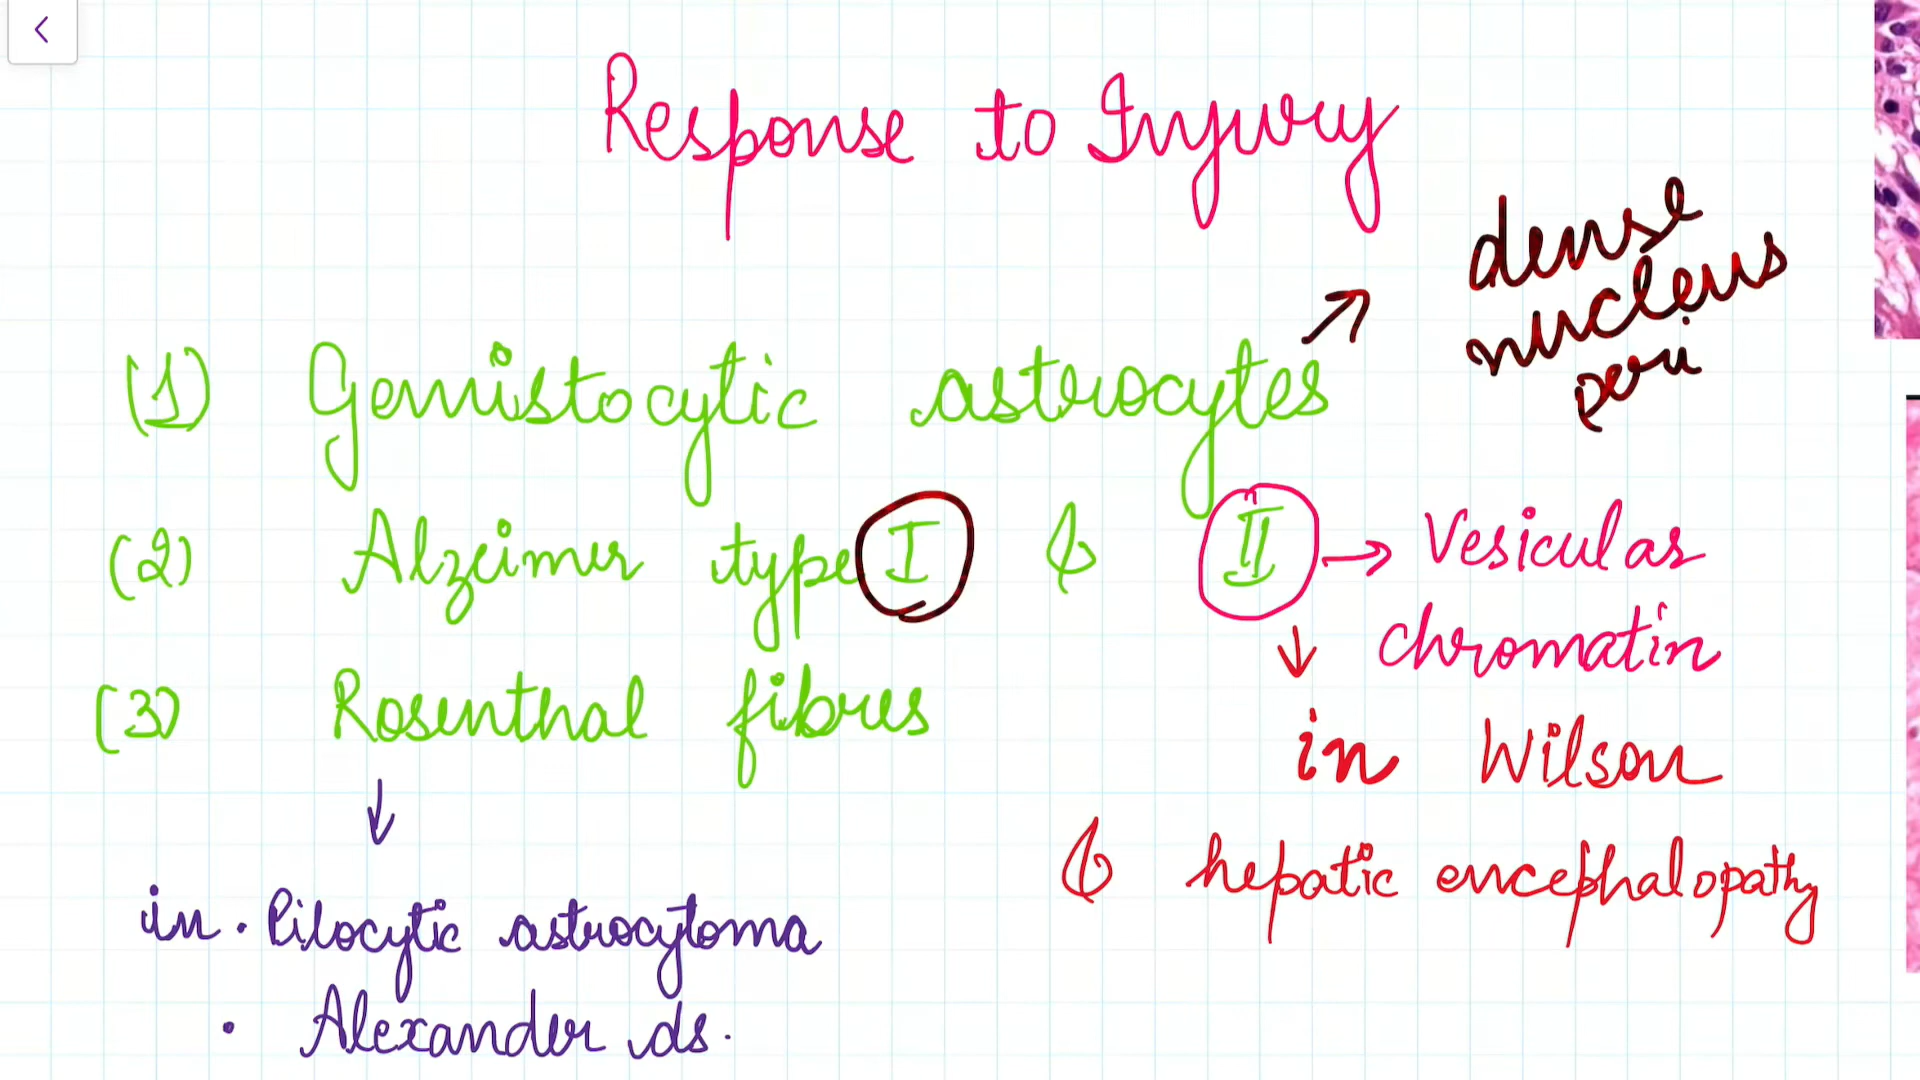 Response to Injury
dense
nucleus
peri
(1) Gemistocytic astrocytes
(2) Alzeimer type I & II → Vesicular
chromatin
(3) Rosenthal fibres
in Wilson
& hepatic encephalopathy
in · Pilocytic astrocytoma
· Alexander ds.